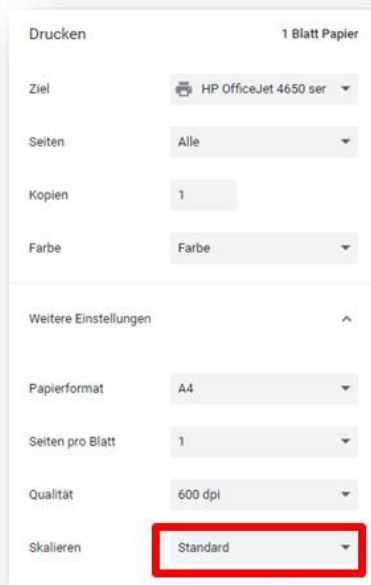 Drucken 1 Blatt Papier
Ziel HP OfficeJet 4650 ser
Seiten Alle
Kopien 1
Farbe Farbe
Weitere Einstellungen
Papierformat A4
Seiten pro Blatt 1
Qualität 600 dpi
Skalieren Standard